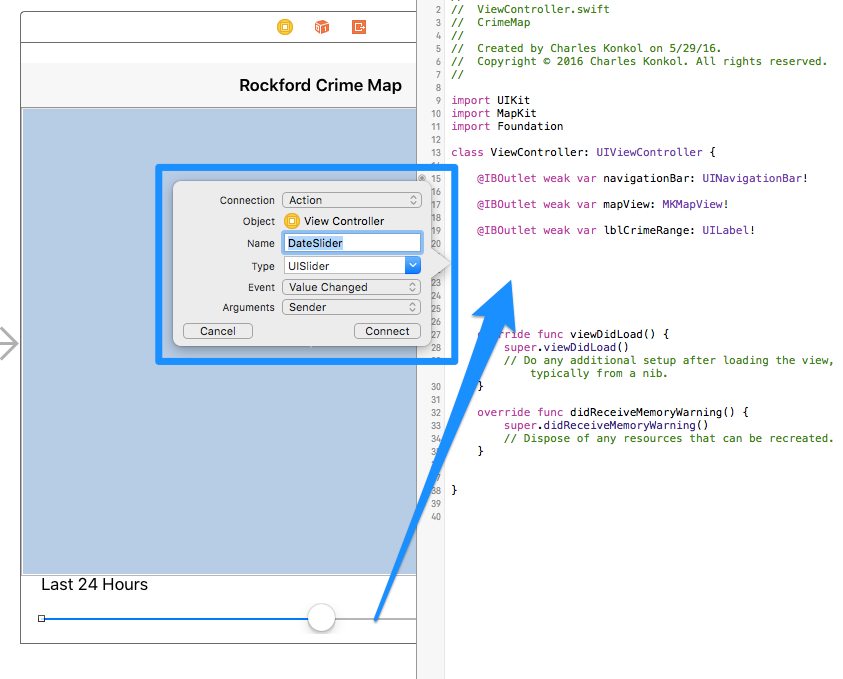 Rockford Crime Map
Connection Action
Object View Controller
Name DateSlider
Type UISlider
Event Value Changed
Arguments Sender
Cancel Connect
Last 24 Hours
2 // ViewController.swift
3 // CrimeMap
4 //
5 // Created by Charles Konkol on 5/29/16.
6 // Copyright © 2016 Charles Konkol. All rights reserved.
7 //
8
9 import UIKit
10 import MapKit
11 import Foundation
12
13 class ViewController: UIViewController {
15 @IBOutlet weak var navigationBar: UINavigationBar!
16
17 @IBOutlet weak var mapView: MKMapView!
18
19 @IBOutlet weak var lblCrimeRange: UILabel!
20
23
24
25
26
27 override func viewDidLoad() {
28 super.viewDidLoad()
// Do any additional setup after loading the view,
typically from a nib.
30 }
31
32 override func didReceiveMemoryWarning() {
33 super.didReceiveMemoryWarning()
34 // Dispose of any resources that can be recreated.
}
38 }
39
40